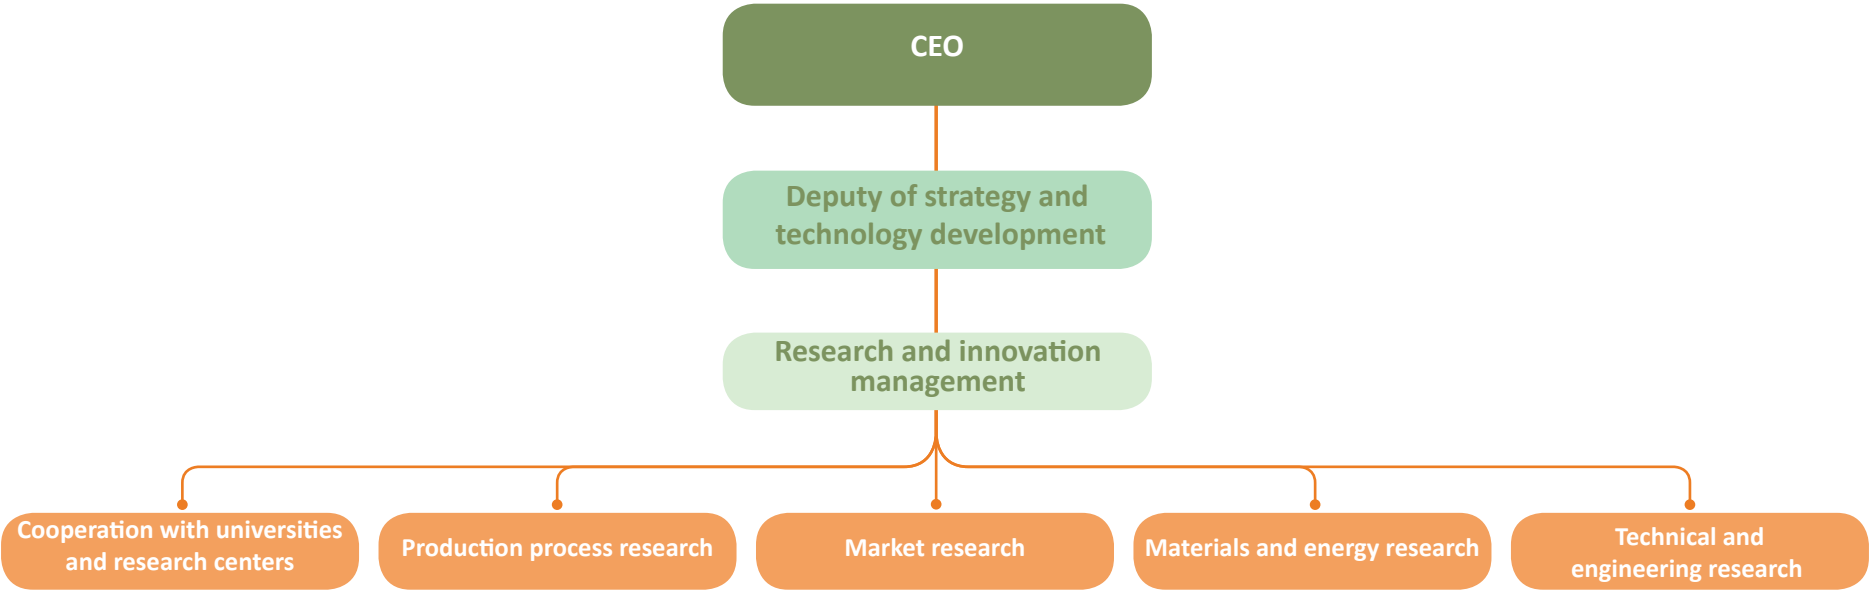 CEO
Deputy of strategy and
technology development
Research and innovation
management
Cooperation with universities
and research centers
Production process research
Market research
Materials and energy research
Technical and
engineering research